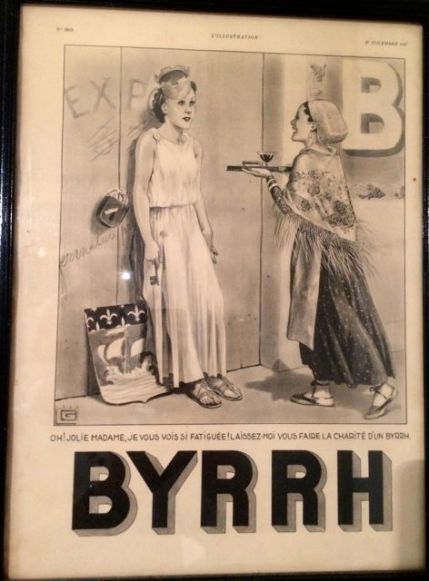 L'ILLUSTRATION
EXP
B
G
OH! JOLIE MADAME, JE VOUS VOIS SI FATIGUÉE! LAISSEZ-MOI VOUS FAIRE LA CHARITÉ D'UN BYRRH.
BYRRH